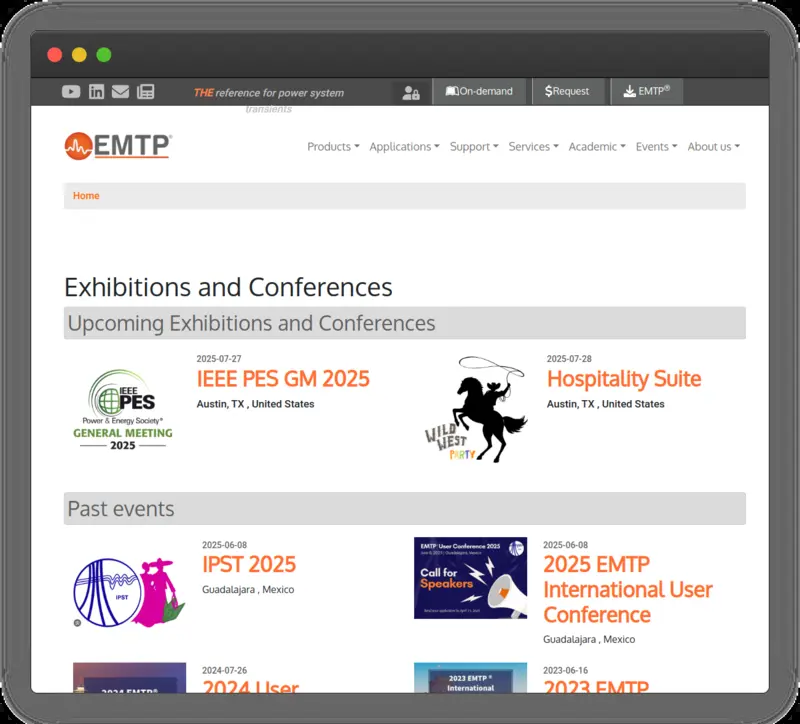 THE reference for power system
transients
On-demand
$Request
EMTP®
EMTP®
Products
Applications
Support
Services
Academic
Events
About us
Home
Exhibitions and Conferences
Upcoming Exhibitions and Conferences
IEEE
PES
Power & Energy Society®
GENERAL MEETING
2025
2025-07-27
IEEE PES GM 2025
Austin, TX , United States
WILD
WEST
PARTY
2025-07-28
Hospitality Suite
Austin, TX , United States
Past events
IPST
2025-06-08
IPST 2025
Guadalajara , Mexico
EMTP® User Conference 2025
Call for
Speakers
2025-06-08
2025 EMTP
International User
Conference
Guadalajara , Mexico
2024 EMTP®
2024-07-26
2024 User
2023 EMTP®
International
2023-06-16
2023 EMTP